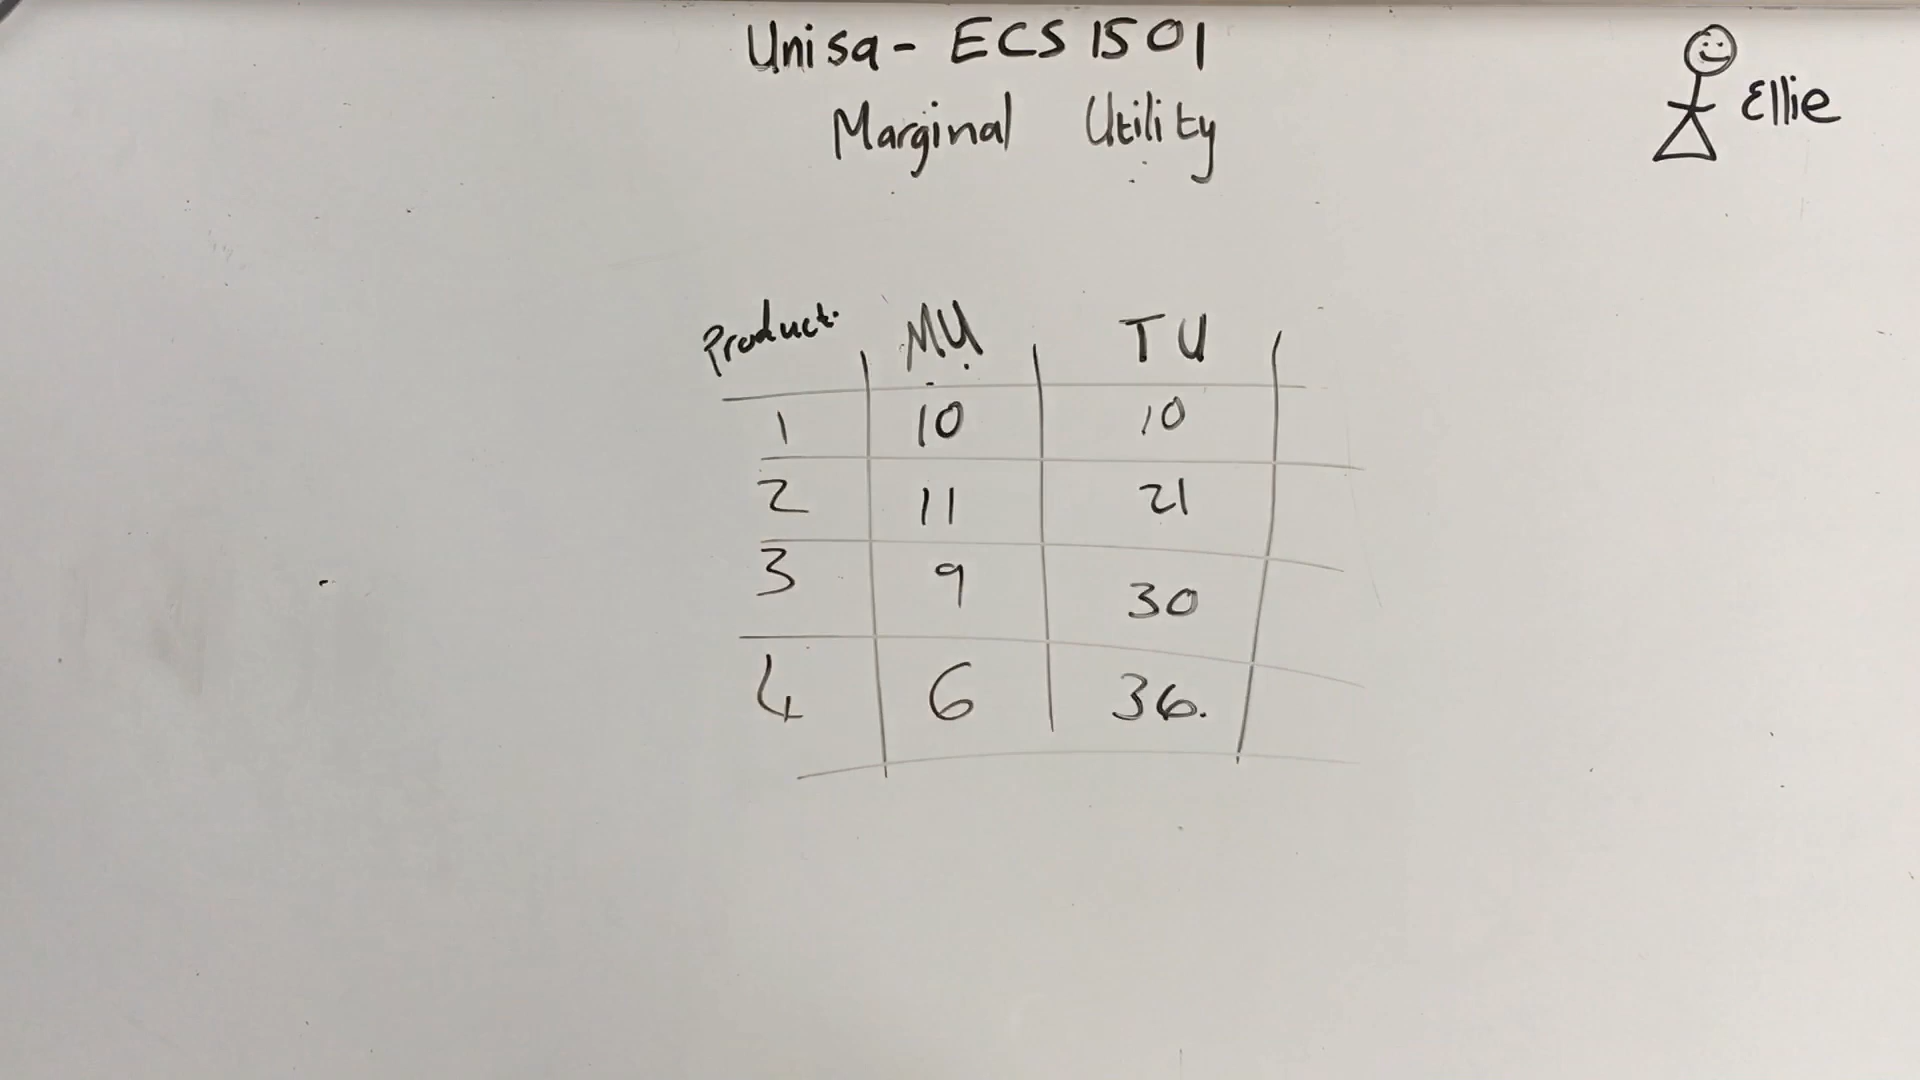 Unisa - ECS 1501
Marginal Utility
Ellie
Product. MU TU
1 10 10
2 11 21
3 9 30
4 6 36.